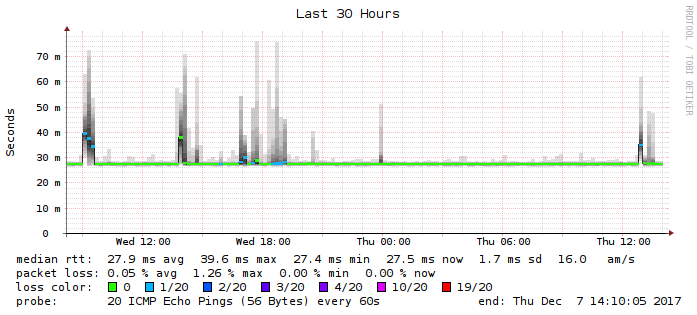 Last 30 Hours
RRDTOOL / TOBI OETIKER
Seconds
70 m
60 m
50 m
40 m
30 m
20 m
10 m
0
Wed 12:00 Wed 18:00 Thu 00:00 Thu 06:00 Thu 12:00
median rtt: 27.9 ms avg 39.6 ms max 27.4 ms min 27.5 ms now 1.7 ms sd 16.0 am/s
packet loss: 0.05 % avg 1.26 % max 0.00 % min 0.00 % now
loss color: 0 1/20 2/20 3/20 4/20 10/20 19/20
probe: 20 ICMP Echo Pings (56 Bytes) every 60s end: Thu Dec 7 14:10:05 2017